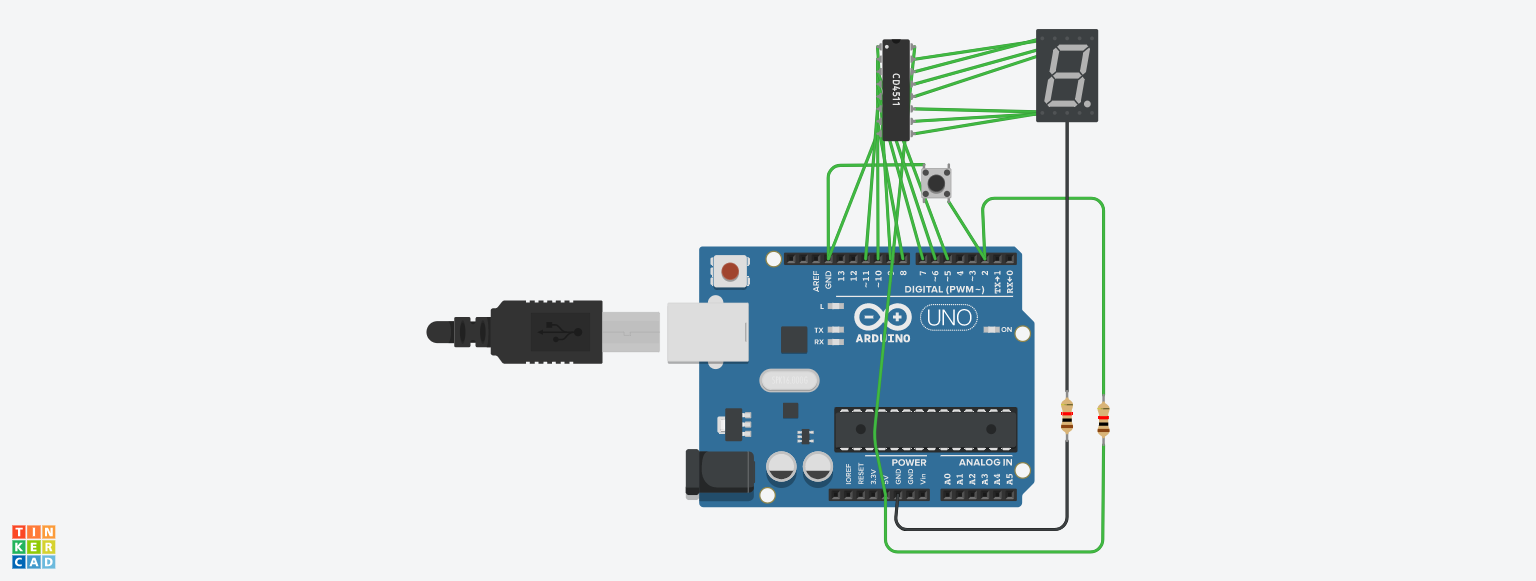 CD4511
AREF
GND
13
12
~11
~10
9
8
7
~6
~5
4
~3
2
TX→1
RX←0
DIGITAL (PWM~)
L
TX
RX
ARDUINO
UNO
ON
POWER
ANALOG IN
IOREF
RESET
3.3V
5V
GND
GND
Vin
A0
A1
A2
A3
A4
A5
TIN
KER
CAD